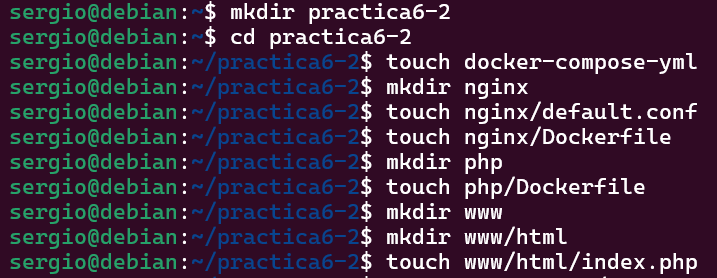 sergio@debian:~$ mkdir practica6-2
sergio@debian:~$ cd practica6-2
sergio@debian:~/practica6-2$ touch docker-compose-yml
sergio@debian:~/practica6-2$ mkdir nginx
sergio@debian:~/practica6-2$ touch nginx/default.conf
sergio@debian:~/practica6-2$ touch nginx/Dockerfile
sergio@debian:~/practica6-2$ mkdir php
sergio@debian:~/practica6-2$ touch php/Dockerfile
sergio@debian:~/practica6-2$ mkdir www
sergio@debian:~/practica6-2$ mkdir www/html
sergio@debian:~/practica6-2$ touch www/html/index.php